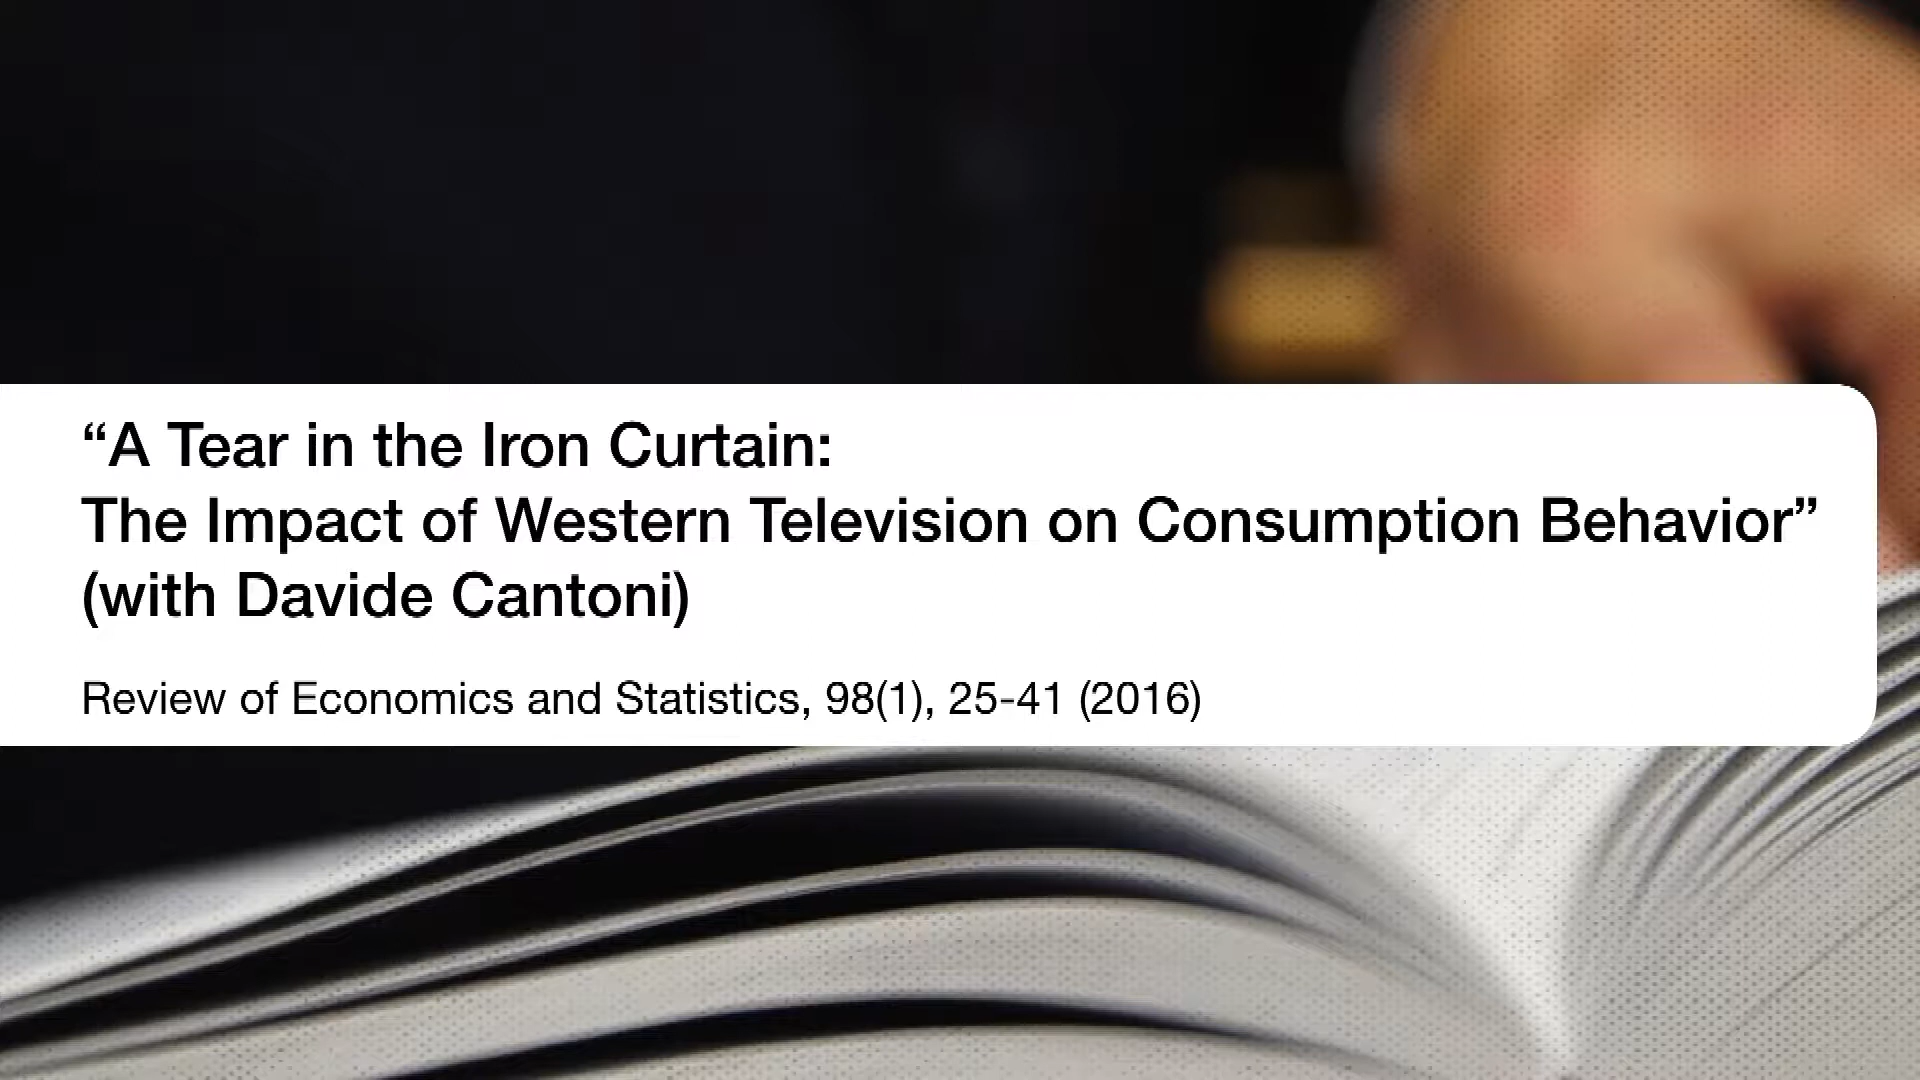 “A Tear in the Iron Curtain:
The Impact of Western Television on Consumption Behavior”
(with Davide Cantoni)
Review of Economics and Statistics, 98(1), 25-41 (2016)